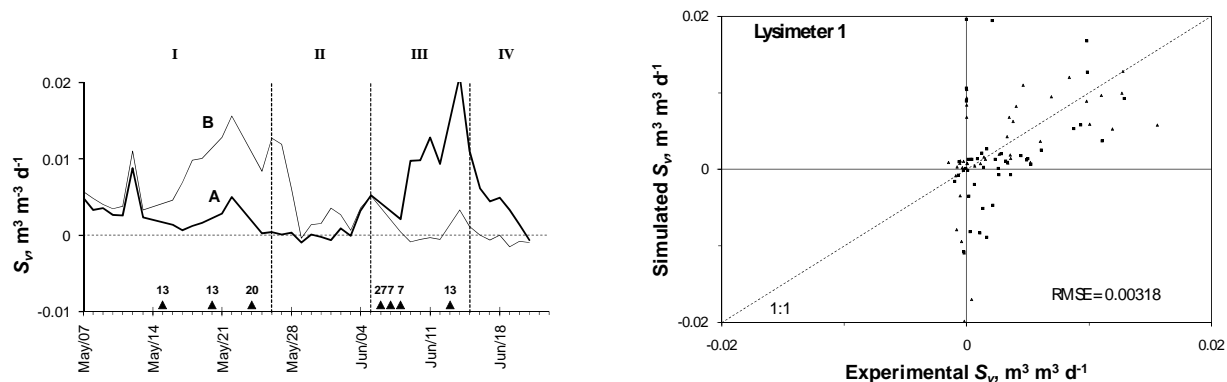 I II III IV
0.02
0.01
0
-0.01
Sᵥ, m³ m⁻³ d⁻¹
B
A
13 13 20 27 7 7 13
May/07 May/14 May/21 May/28 Jun/04 Jun/11 Jun/18
Lysimeter 1
0.02
0
-0.02
Simulated Sᵥ, m³ m³ d⁻¹
1:1
RMSE= 0.00318
-0.02 0 0.02
Experimental Sᵥ, m³ m³ d⁻¹